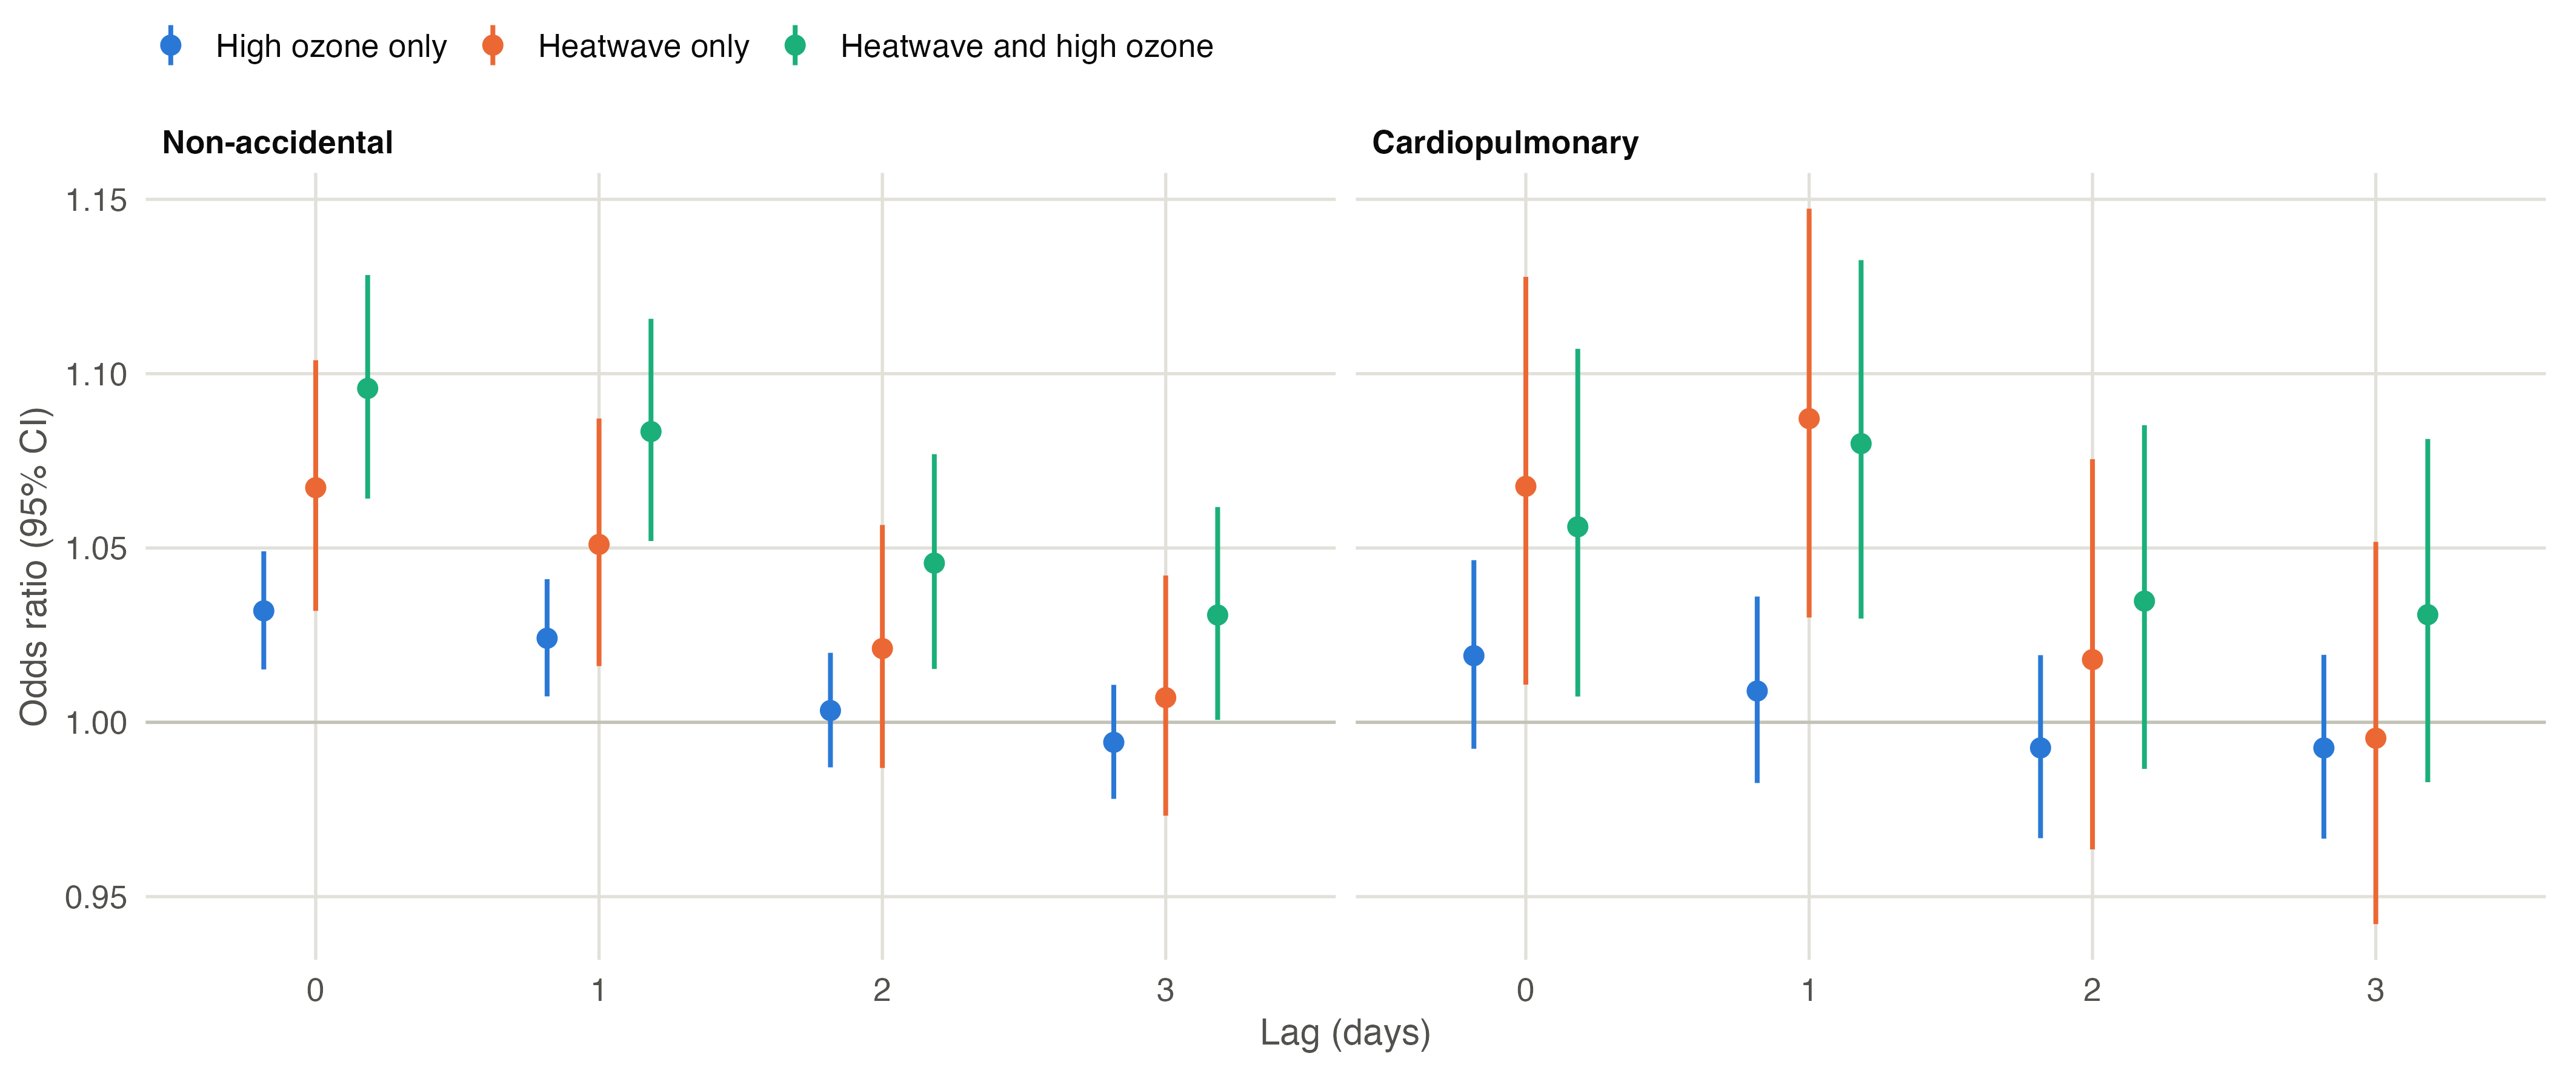 High ozone only Heatwave only Heatwave and high ozone
Non-accidental Cardiopulmonary
1.15
1.10
1.05
1.00
0.95
Odds ratio (95% CI)
0 1 2 3 0 1 2 3
Lag (days)